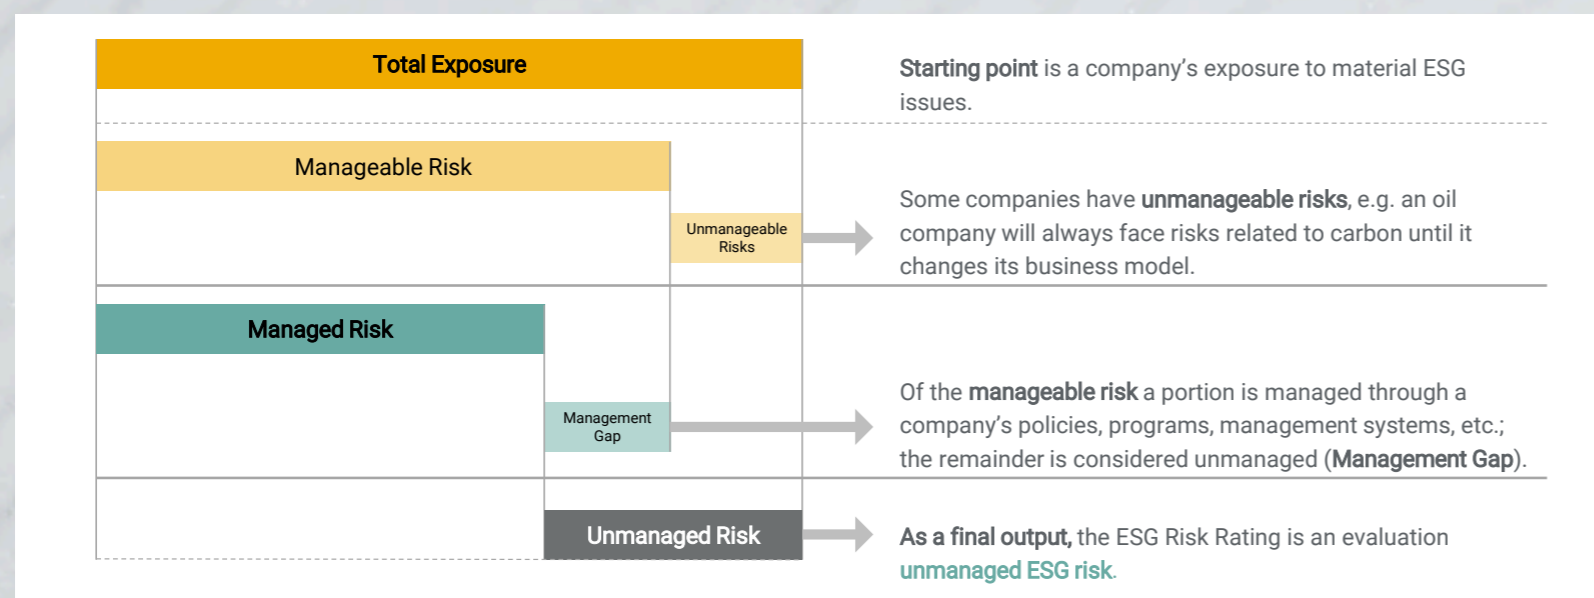 Total Exposure
Starting point is a company's exposure to material ESG
issues.
Manageable Risk
Unmanageable
Risks
Some companies have unmanageable risks, e.g. an oil
company will always face risks related to carbon until it
changes its business model.
Managed Risk
Management
Gap
Of the manageable risk a portion is managed through a
company's policies, programs, management systems, etc.;
the remainder is considered unmanaged (Management Gap).
Unmanaged Risk
As a final output, the ESG Risk Rating is an evaluation
unmanaged ESG risk.